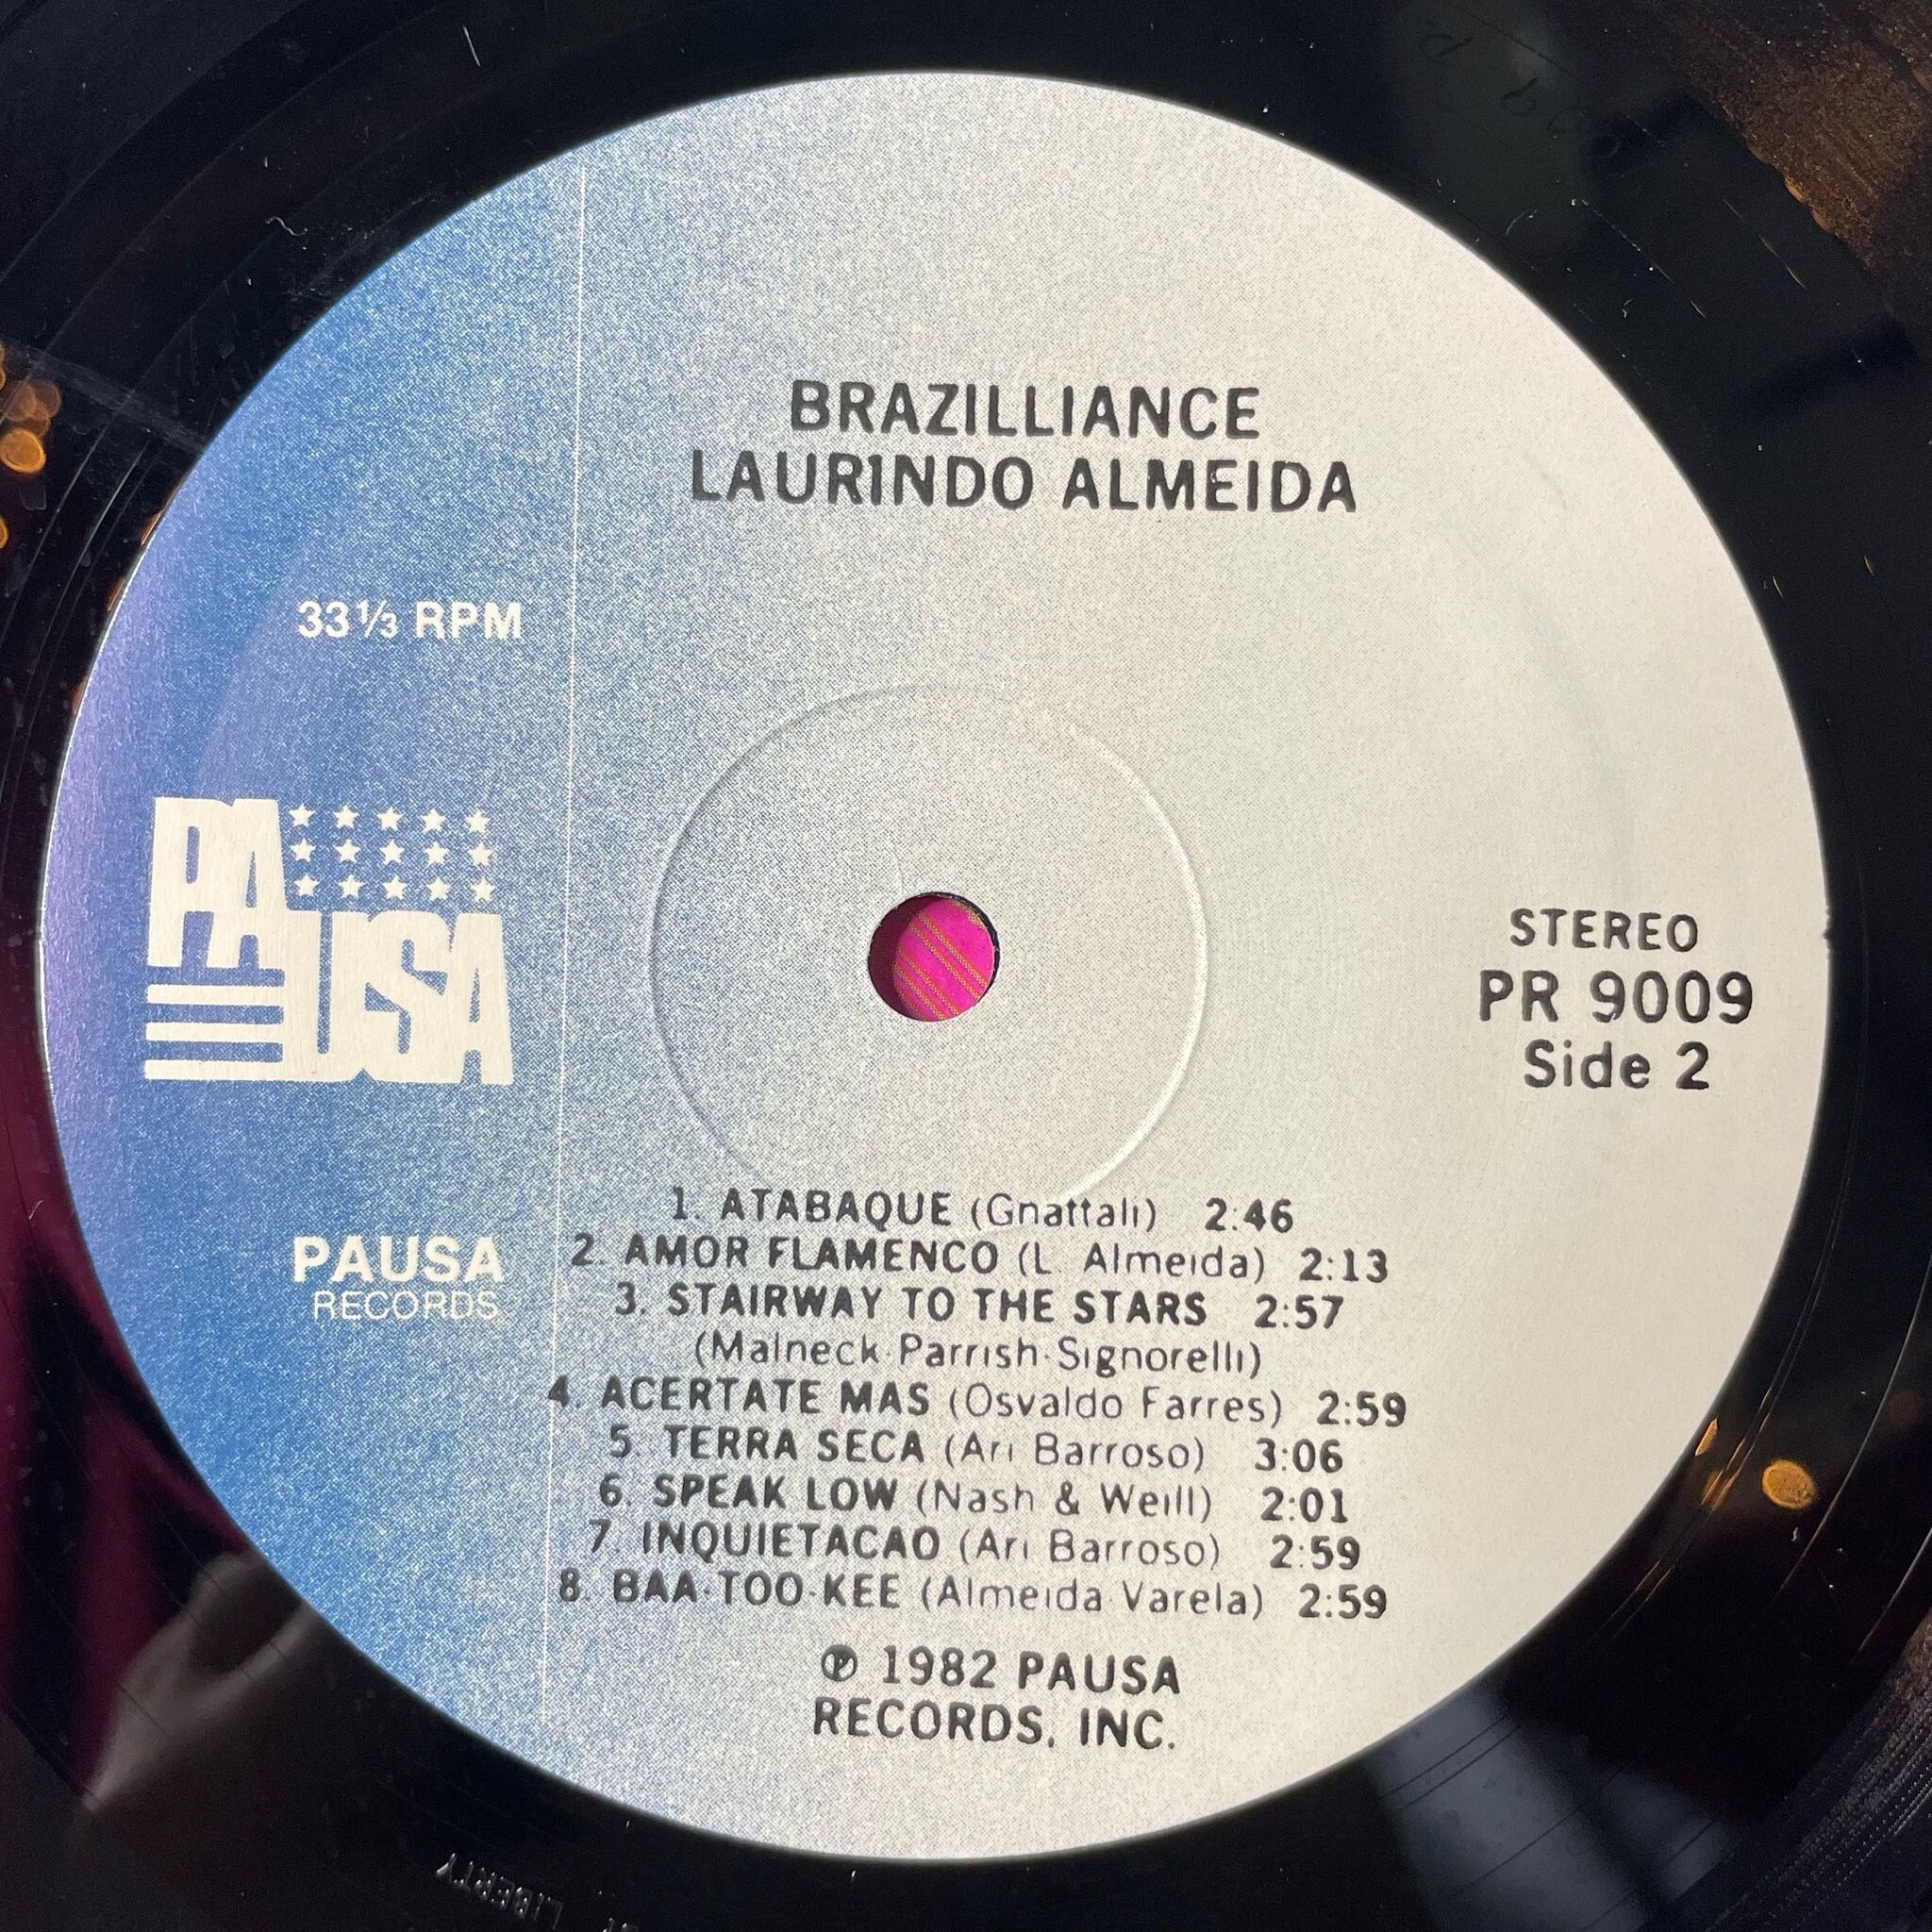 BRAZILLIANCE
LAURINDO ALMEIDA
33⅓ RPM
PAUSA
STEREO
PR 9009
Side 2
PAUSA
RECORDS
1. ATABAQUE (Gnattali) 2:46
2. AMOR FLAMENCO (L. Almeida) 2:13
3. STAIRWAY TO THE STARS 2:57
(Malneck-Parrish-Signorelli)
4. ACERTATE MAS (Osvaldo Farres) 2:59
5. TERRA SECA (Ari Barroso) 3:06
6. SPEAK LOW (Nash & Weill) 2:01
7. INQUIETACAO (Ari Barroso) 2:59
8. BAA-TOO-KEE (Almeida-Varela) 2:59
℗ 1982 PAUSA
RECORDS, INC.
LIBERTY